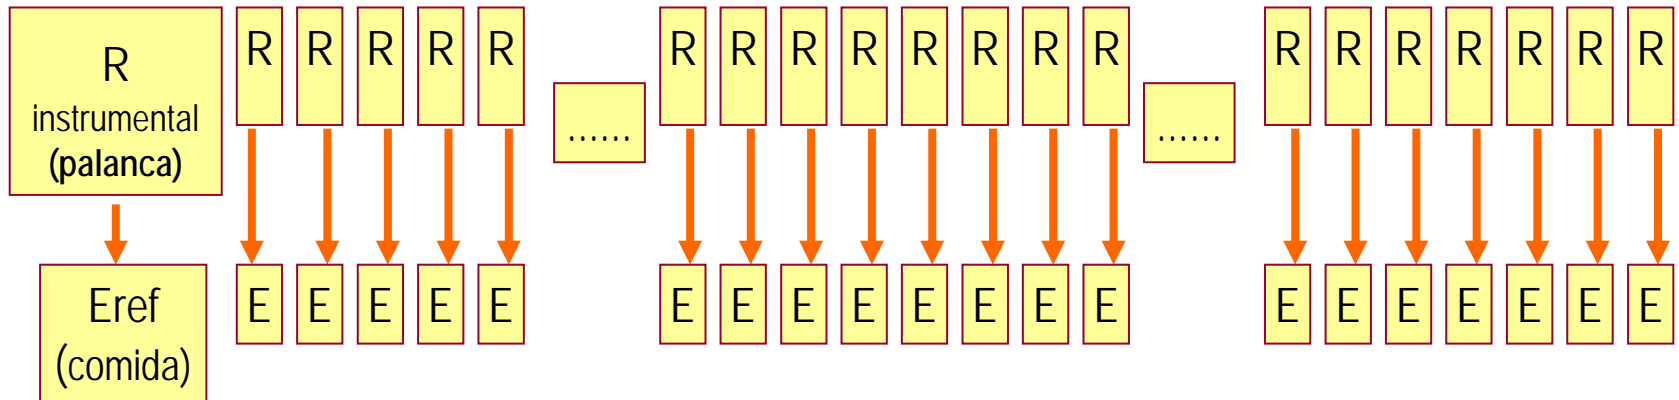 R
instrumental
(palanca)
R R R R R
......
R R R R R R R R
......
R R R R R R R
Eref
(comida)
E E E E E
E E E E E E E E
E E E E E E E